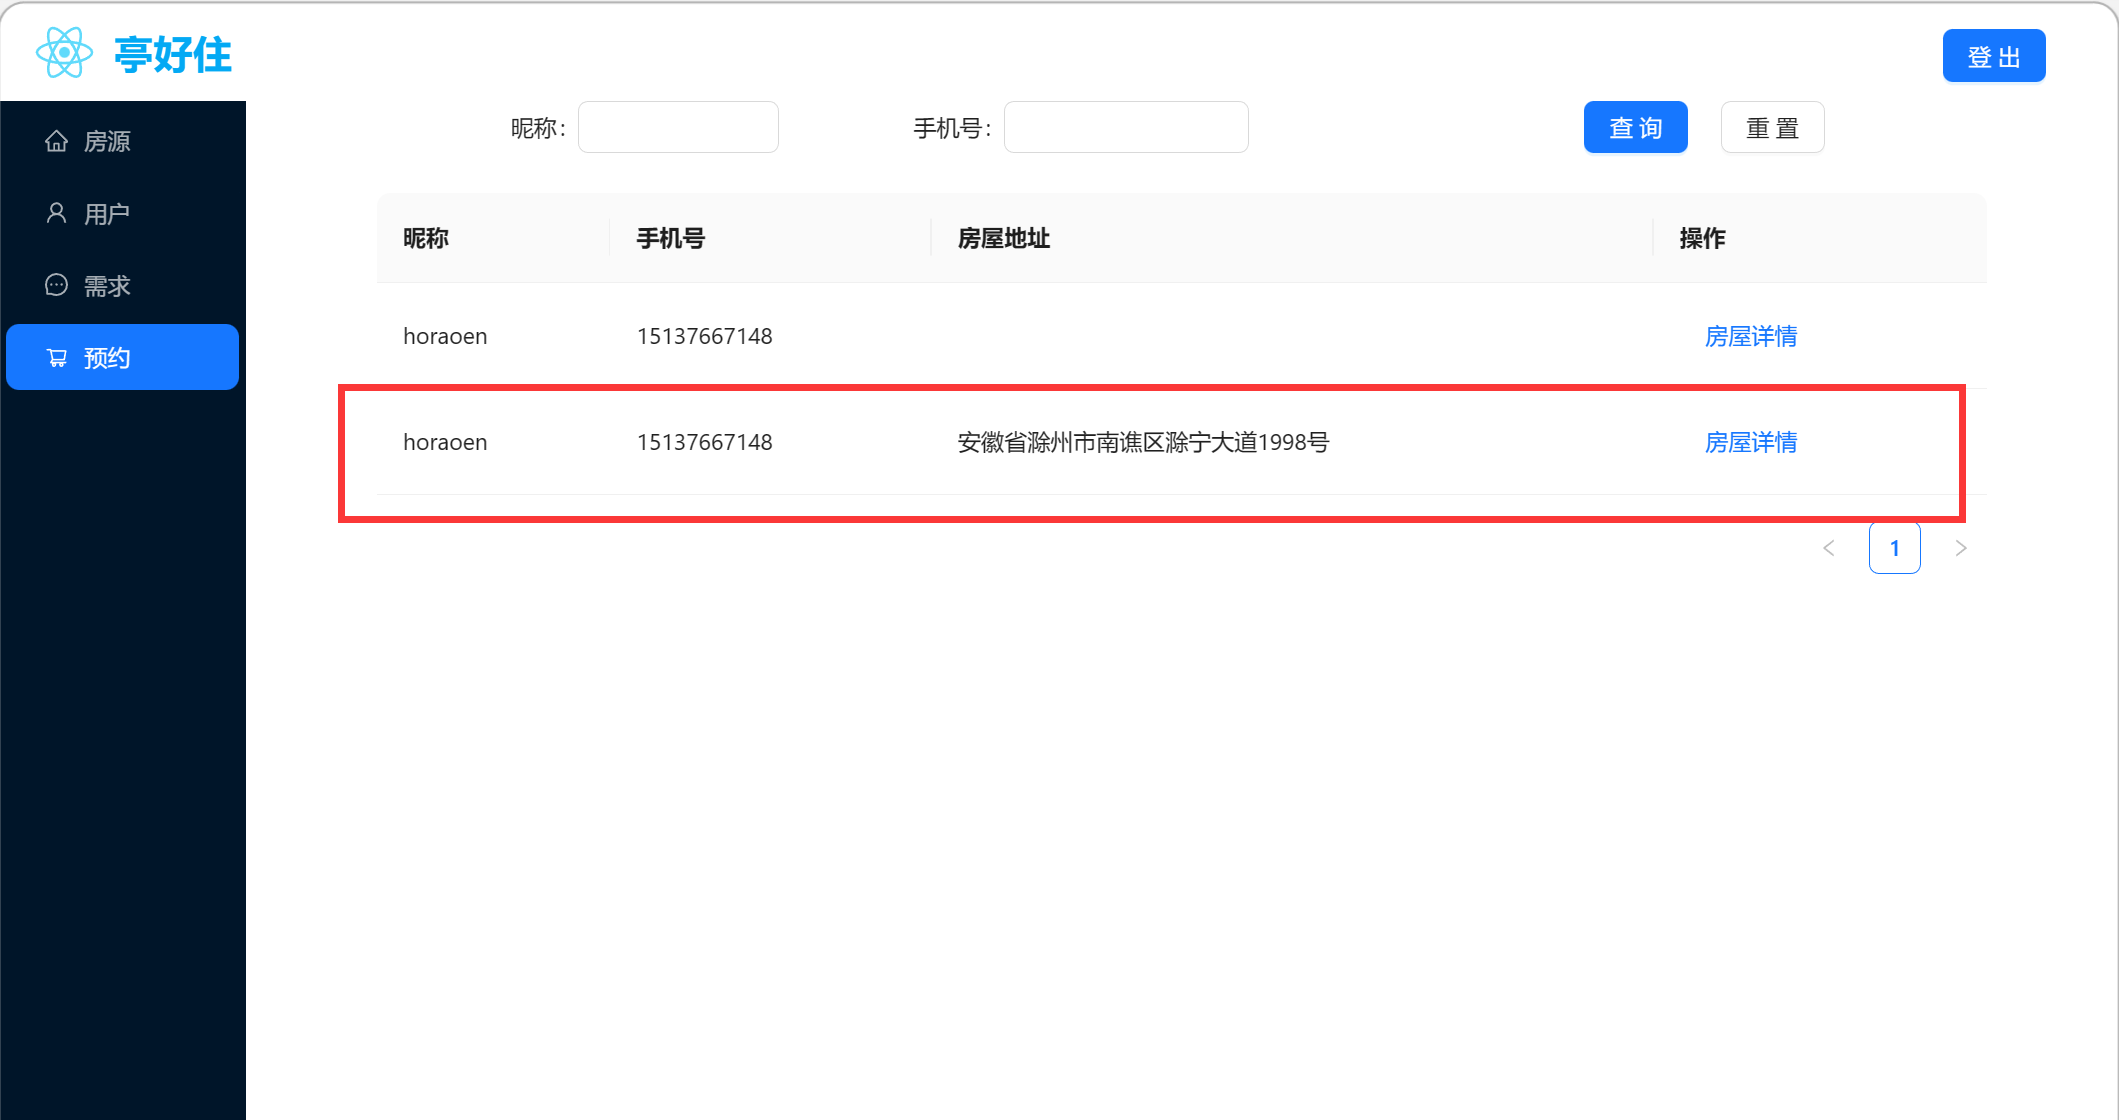 亭好住
登 出
房源
用户
需求
预约
昵称:
手机号:
查 询
重 置
昵称 手机号 房屋地址 操作
horaoen 15137667148 房屋详情
horaoen 15137667148 安徽省滁州市南谯区滁宁大道1998号 房屋详情
1